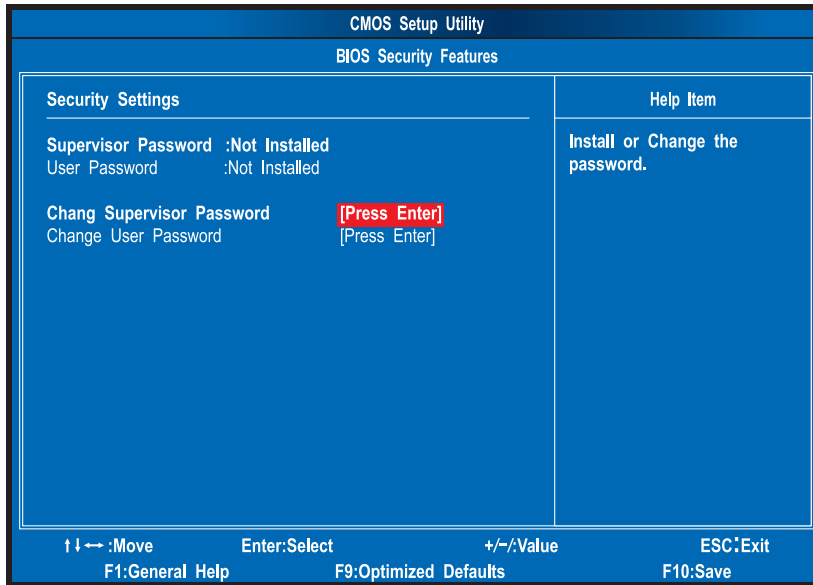 CMOS Setup Utility
BIOS Security Features
Security Settings
Help Item
Supervisor Password :Not Installed
User Password :Not Installed
Install or Change the
password.
Chang Supervisor Password [Press Enter]
Change User Password [Press Enter]
↑↓↔:Move Enter:Select +/−/:Value ESC:Exit
F1:General Help F9:Optimized Defaults F10:Save